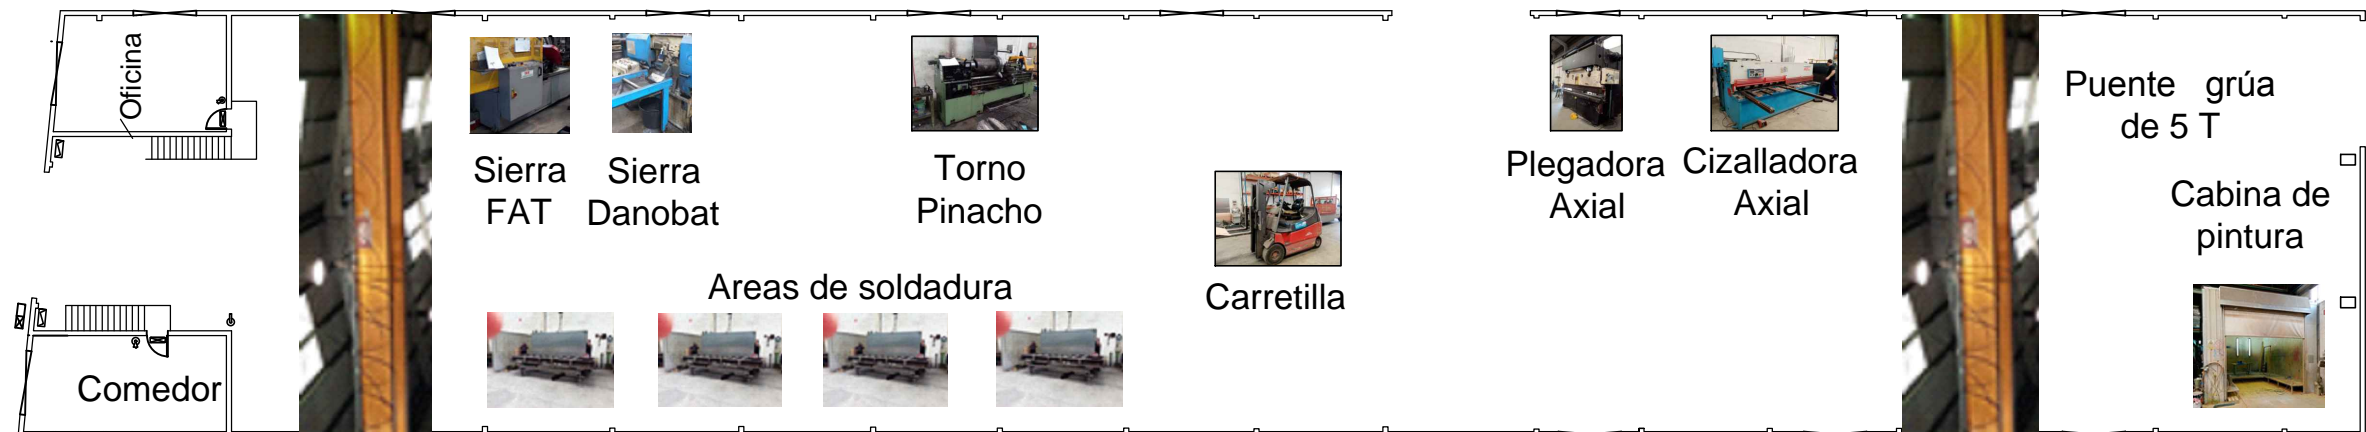 Oficina
Sierra
FAT
Sierra
Danobat
Torno
Pinacho
Plegadora
Axial
Cizalladora
Axial
Puente grúa
de 5 T
Cabina de
pintura
Areas de soldadura
Carretilla
Comedor